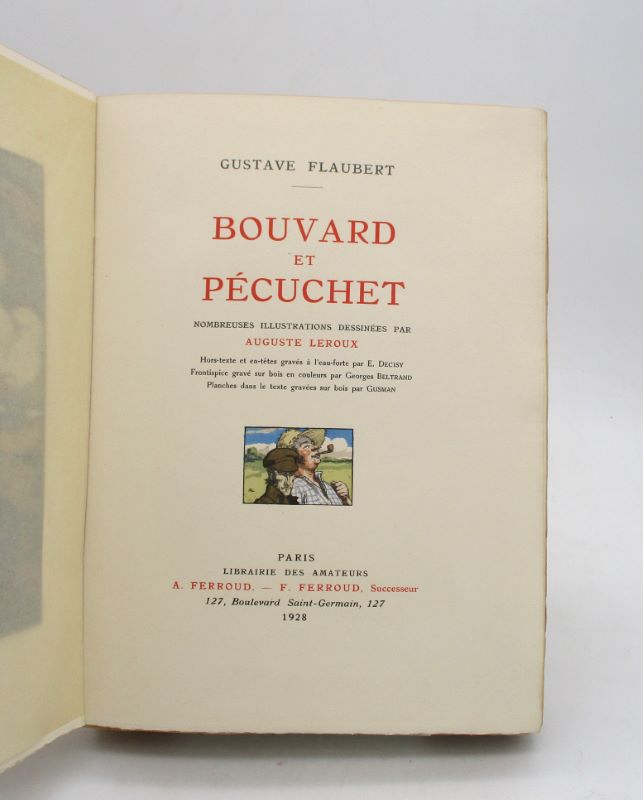 GUSTAVE FLAUBERT
BOUVARD
ET
PÉCUCHET
NOMBREUSES ILLUSTRATIONS DESSINÉES PAR
AUGUSTE LEROUX
Hors-texte et en-têtes gravés à l'eau-forte par E. DECISY
Frontispice gravé sur bois en couleurs par Georges BELTRAND
Planches dans le texte gravées sur bois par GUSMAN
PARIS
LIBRAIRIE DES AMATEURS
A. FERROUD. — F. FERROUD, Successeur
127, Boulevard Saint-Germain, 127
1928